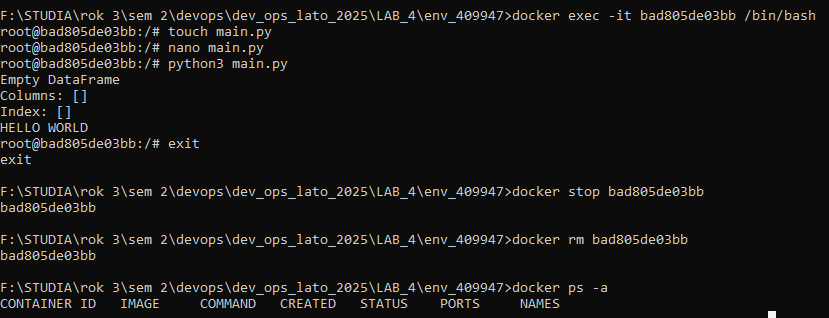 F:\STUDIA\rok 3\sem 2\devops\dev_ops_lato_2025\LAB_4\env_409947>docker exec -it bad805de03bb /bin/bash
root@bad805de03bb:/# touch main.py
root@bad805de03bb:/# nano main.py
root@bad805de03bb:/# python3 main.py
Empty DataFrame
Columns: []
Index: []
HELLO WORLD
root@bad805de03bb:/# exit
exit
F:\STUDIA\rok 3\sem 2\devops\dev_ops_lato_2025\LAB_4\env_409947>docker stop bad805de03bb
bad805de03bb
F:\STUDIA\rok 3\sem 2\devops\dev_ops_lato_2025\LAB_4\env_409947>docker rm bad805de03bb
bad805de03bb
F:\STUDIA\rok 3\sem 2\devops\dev_ops_lato_2025\LAB_4\env_409947>docker ps -a
CONTAINER ID   IMAGE     COMMAND   CREATED   STATUS    PORTS     NAMES